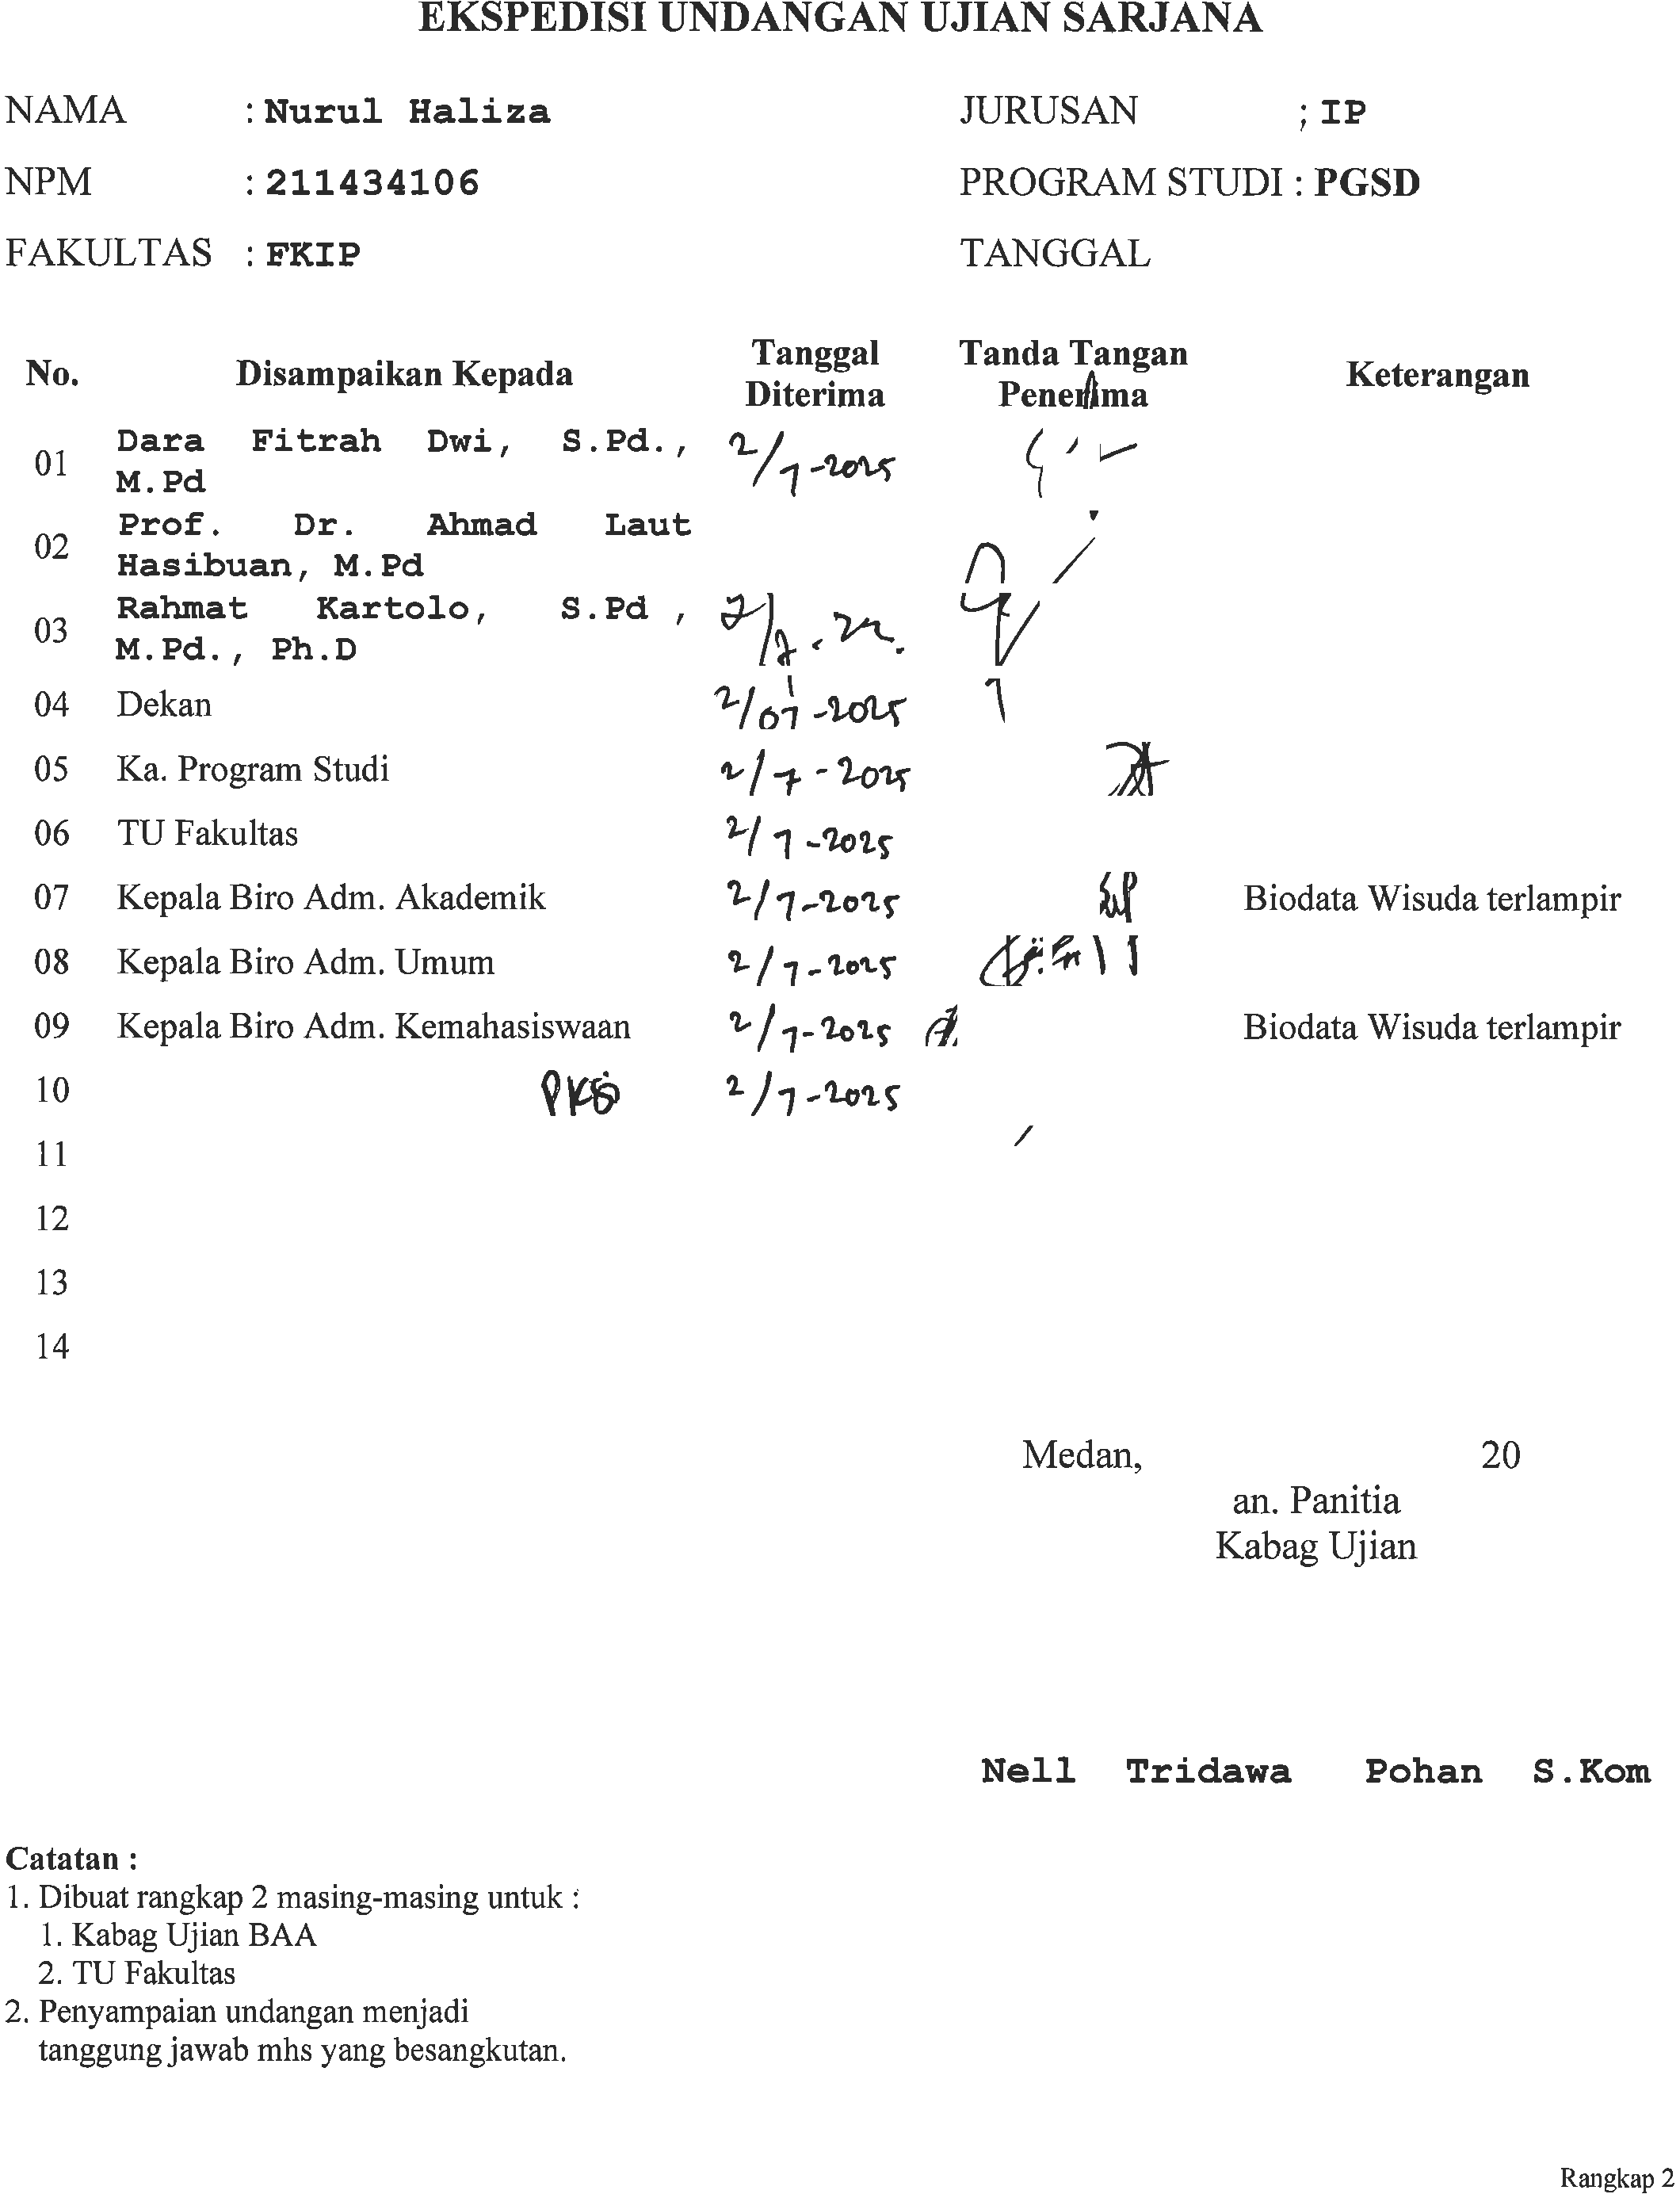 EKSPEDISI UNDANGAN UJIAN SARJANA
NAMA : Nurul Haliza JURUSAN ; IP
NPM : 211434106 PROGRAM STUDI : PGSD
FAKULTAS : FKIP TANGGAL
No. Disampaikan Kepada Tanggal Diterima Tanda Tangan Penerima Keterangan
01 Dara Fitrah Dwi, S.Pd., M.Pd 2/7-2025
02 Prof. Dr. Ahmad Laut Hasibuan, M.Pd
03 Rahmat Kartolo, S.Pd , M.Pd., Ph.D
04 Dekan 2/07-2025
05 Ka. Program Studi 2/7-2025
06 TU Fakultas 2/7-2025
07 Kepala Biro Adm. Akademik 2/7-2025 Biodata Wisuda terlampir
08 Kepala Biro Adm. Umum 2/7-2025
09 Kepala Biro Adm. Kemahasiswaan 2/7-2025 Biodata Wisuda terlampir
10 2/7-2025
11
12
13
14
Medan, 20
an. Panitia
Kabag Ujian
Nell Tridawa Pohan S.Kom
Catatan :
1. Dibuat rangkap 2 masing-masing untuk :
1. Kabag Ujian BAA
2. TU Fakultas
2. Penyampaian undangan menjadi
tanggung jawab mhs yang besangkutan.
Rangkap 2